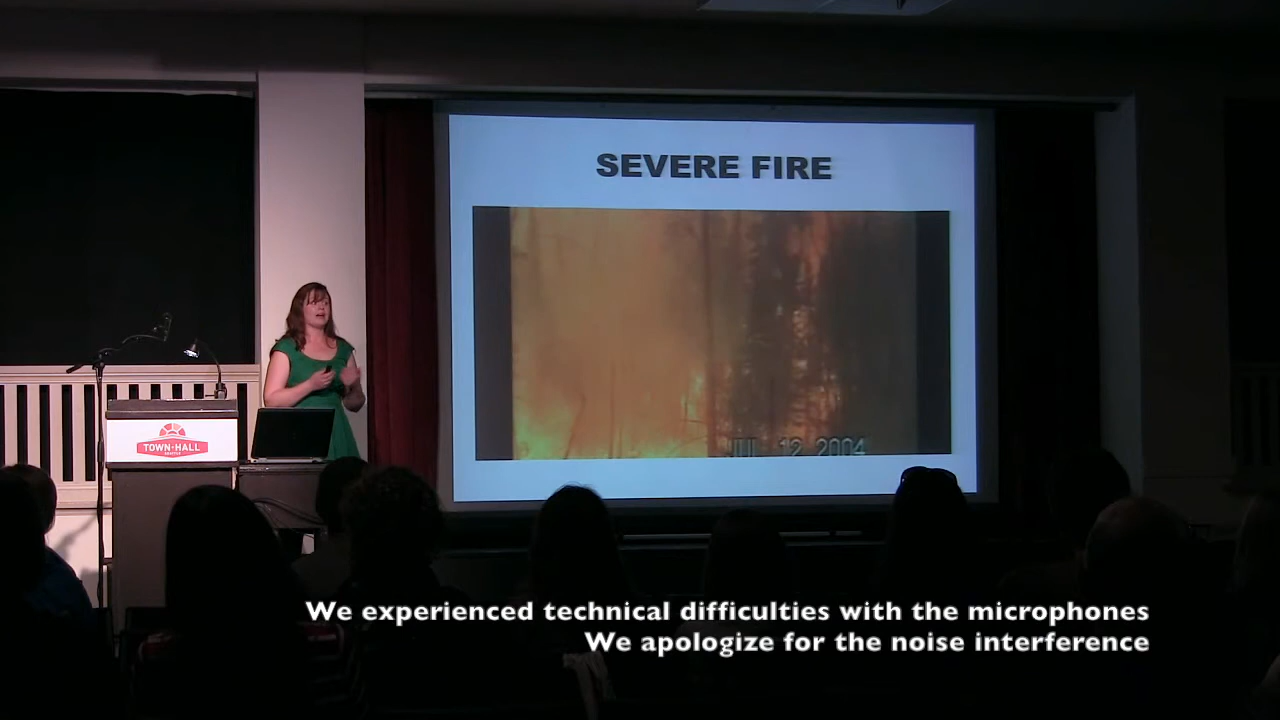 SEVERE FIRE
JUL 12 2004
TOWN HALL
SEATTLE
We experienced technical difficulties with the microphones
We apologize for the noise interference